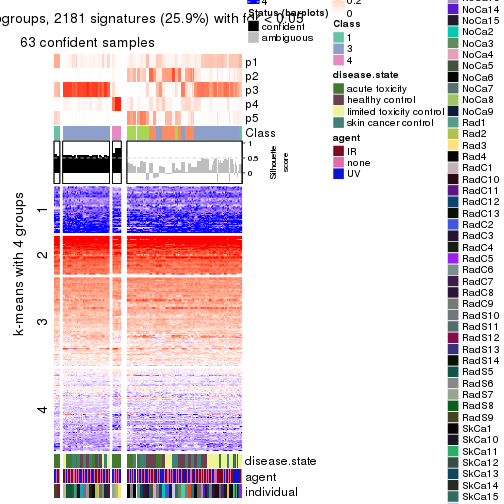 groups, 2181 signatures (25.9%) with fdr < 0.05
63 confident samples
p1
p2
p3
p4
p5
Class
1
0.5
0
Silhouette
score
k-means with 4 groups
1
2
3
4
disease.state
agent
individual
4
Status (barplots)
confident
ambiguous
0.2
Class
1
3
4
disease.state
acute toxicity
healthy control
limited toxicity control
skin cancer control
agent
IR
none
UV
NoCa14
NoCa15
NoCa2
NoCa3
NoCa4
NoCa5
NoCa6
NoCa7
NoCa8
NoCa9
Rad1
Rad2
Rad3
Rad4
RadC1
RadC10
RadC11
RadC12
RadC13
RadC2
RadC3
RadC4
RadC5
RadC6
RadC7
RadC8
RadC9
RadS10
RadS11
RadS12
RadS13
RadS14
RadS5
RadS6
RadS7
RadS8
RadS9
SkCa1
SkCa10
SkCa11
SkCa12
SkCa13
SkCa14
SkCa15